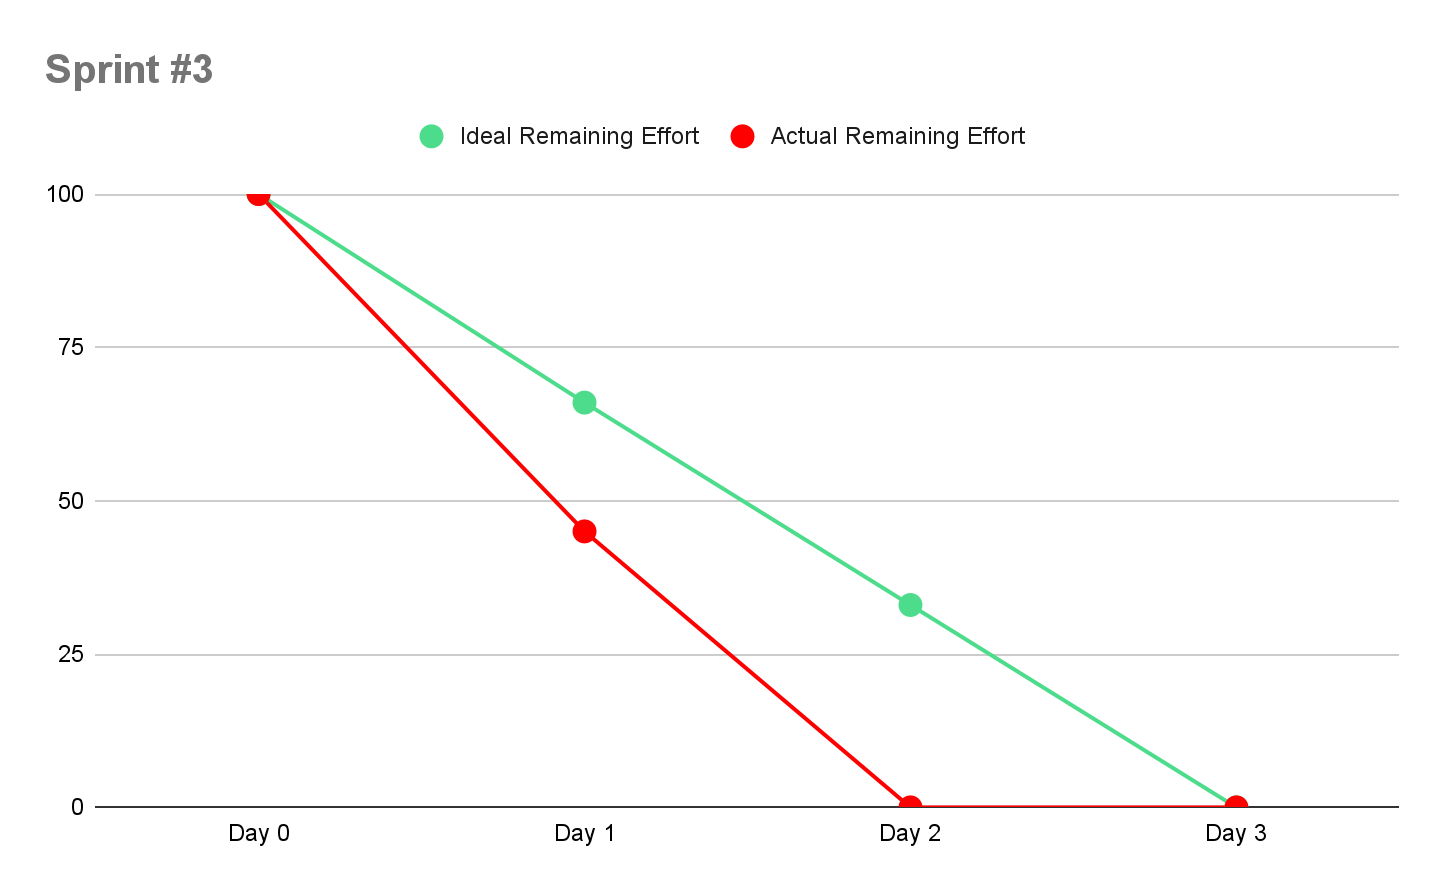 Sprint #3
Ideal Remaining Effort
Actual Remaining Effort
100
75
50
25
0
Day 0
Day 1
Day 2
Day 3